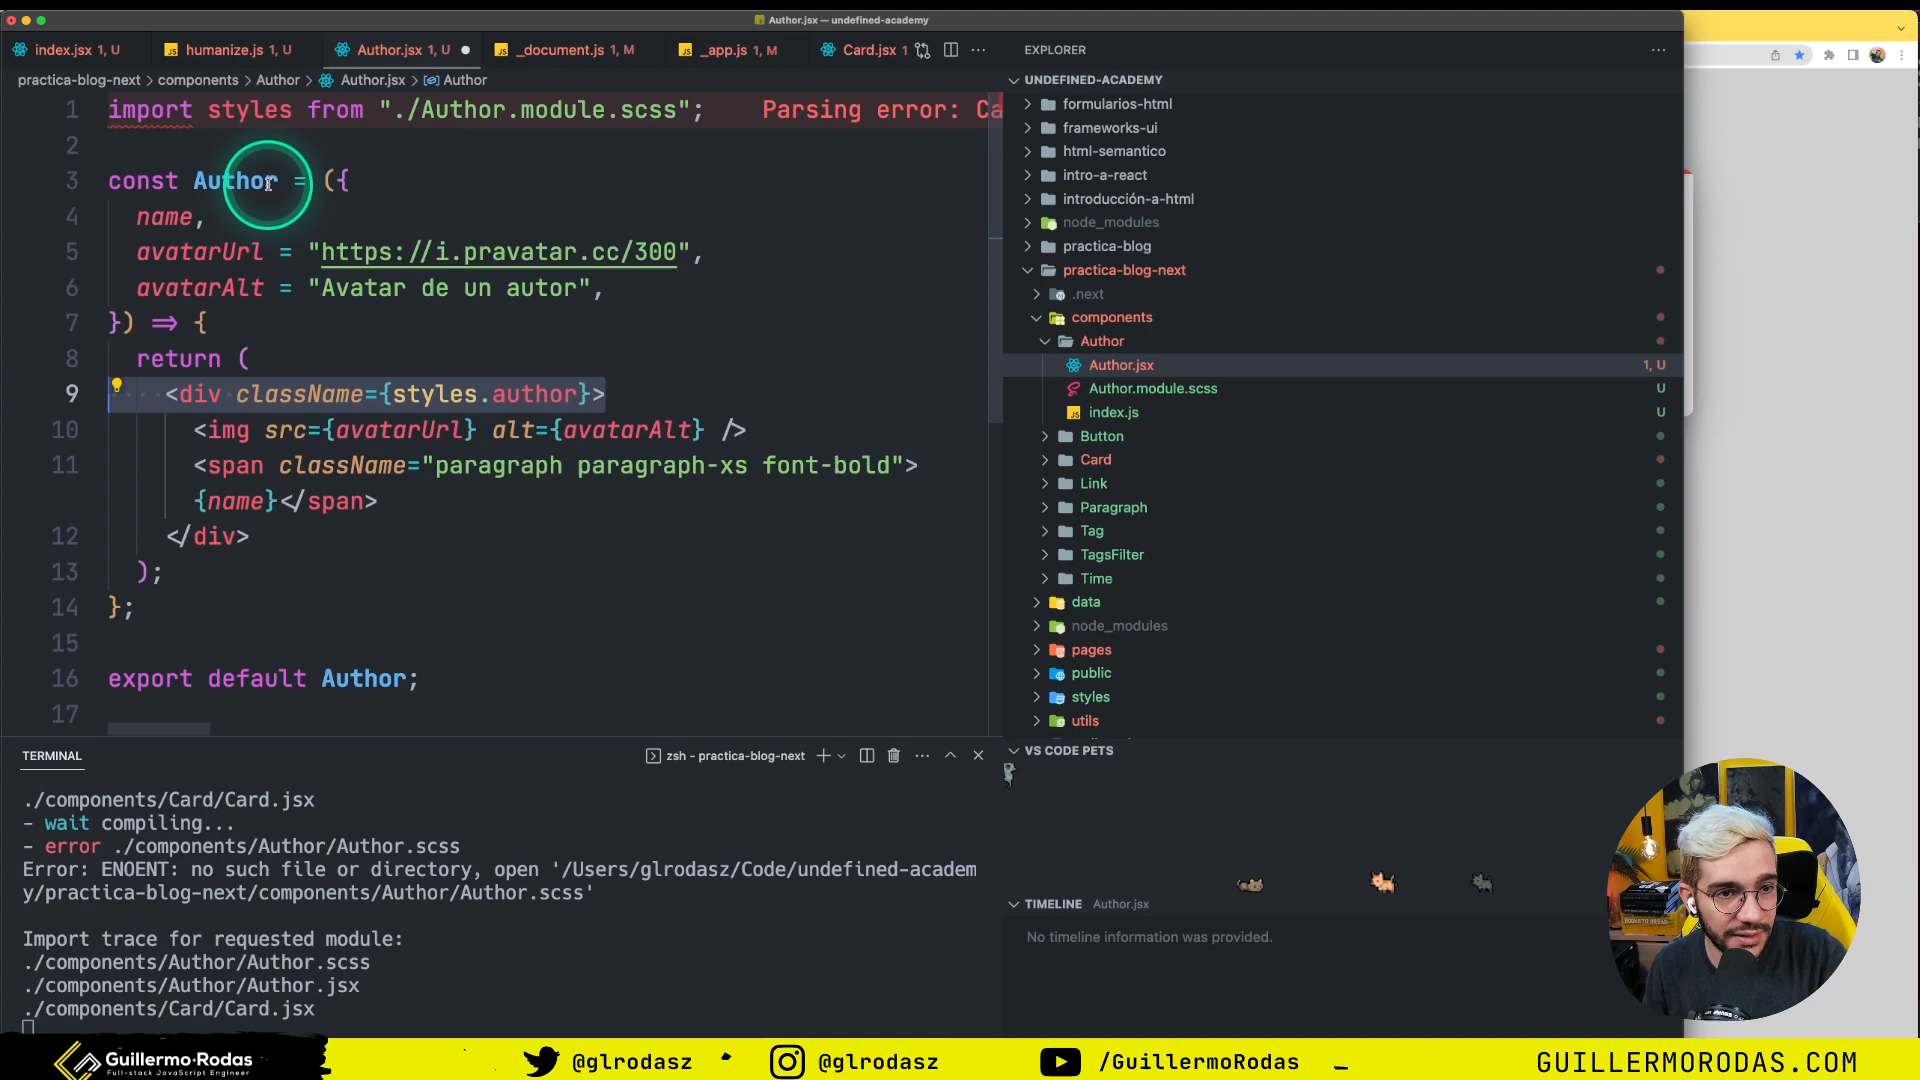 Author.jsx — undefined-academy
index.jsx 1, U
humanize.js 1, U
Author.jsx 1, U
_document.js 1, M
_app.js 1, M
Card.jsx 1
practica-blog-next > components > Author > Author.jsx > Author
1 import styles from "./Author.module.scss"; Parsing error: Ca
2
3 const Author = ({
4 name,
5 avatarUrl = "https://i.pravatar.cc/300",
6 avatarAlt = "Avatar de un autor",
7 }) => {
8 return (
9 <div className={styles.author}>
10 <img src={avatarUrl} alt={avatarAlt} />
11 <span className="paragraph paragraph-xs font-bold">
{name}</span>
12 </div>
13 );
14 };
15
16 export default Author;
17
TERMINAL
zsh - practica-blog-next
./components/Card/Card.jsx
- wait compiling...
- error ./components/Author/Author.scss
Error: ENOENT: no such file or directory, open '/Users/glrodasz/Code/undefined-academ
y/practica-blog-next/components/Author/Author.scss'
Import trace for requested module:
./components/Author/Author.scss
./components/Author/Author.jsx
./components/Card/Card.jsx
EXPLORER
UNDEFINED-ACADEMY
formularios-html
frameworks-ui
html-semantico
intro-a-react
introducción-a-html
node_modules
practica-blog
practica-blog-next
.next
components
Author
Author.jsx 1, U
Author.module.scss U
index.js U
Button
Card
Link
Paragraph
Tag
TagsFilter
Time
data
node_modules
pages
public
styles
utils
VS CODE PETS
TIMELINE Author.jsx
No timeline information was provided.
Guillermo·Rodas
Full-stack JavaScript Engineer
@glrodasz
@glrodasz
/GuillermoRodas
GUILLERMORODAS.COM